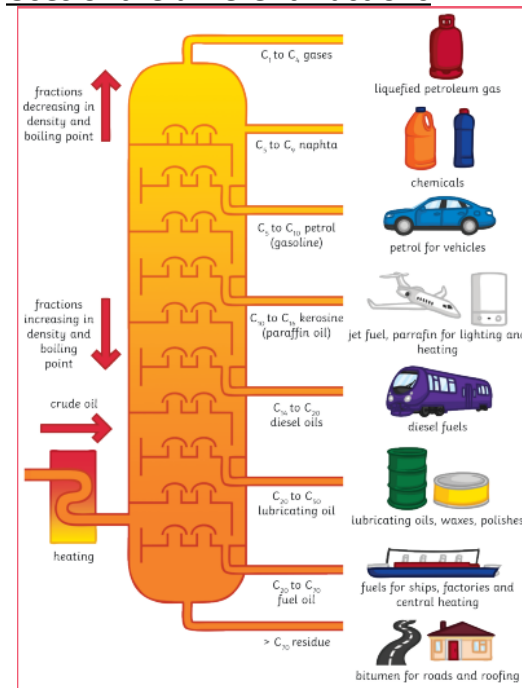 C₁ to C₄ gases
liquefied petroleum gas
fractions
decreasing in
density and
boiling point
C₅ to C₉ naphta
chemicals
C₅ to C₁₀ petrol
(gasoline)
petrol for vehicles
C₁₀ to C₁₆ kerosine
(paraffin oil)
jet fuel, parrafin for lighting and
heating
fractions
increasing in
density and
boiling
point
crude oil
C₁₄ to C₂₀
diesel oils
diesel fuels
C₂₀ to C₅₀
lubricating oil
lubricating oils, waxes, polishes
heating
C₂₀ to C₇₀
fuel oil
fuels for ships, factories and
central heating
> C₇₀ residue
bitumen for roads and roofing